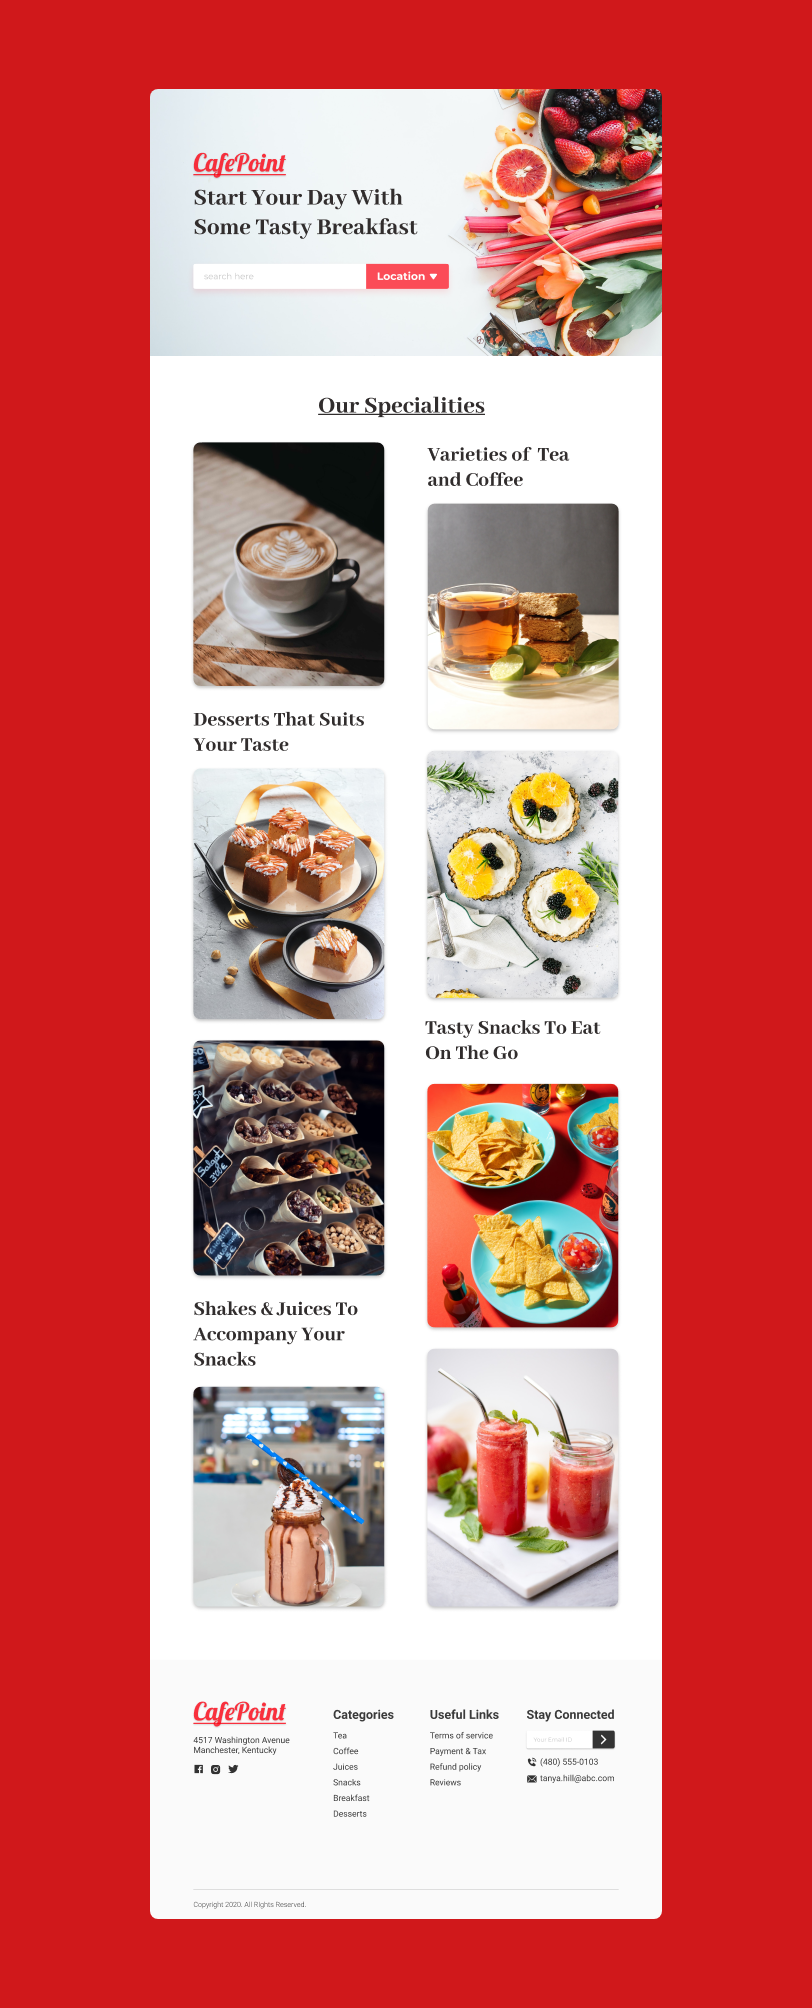 CafePoint
Start Your Day With
Some Tasty Breakfast
search here
Location
Our Specialities
Varieties of Tea
and Coffee
Desserts That Suits
Your Taste
Tasty Snacks To Eat
On The Go
Shakes & Juices To
Accompany Your
Snacks
CafePoint
4517 Washington Avenue
Manchester, Kentucky
Categories
Tea
Coffee
Juices
Snacks
Breakfast
Desserts
Useful Links
Terms of service
Payment & Tax
Refund policy
Reviews
Stay Connected
Your Email ID
(480) 555-0103
tanya.hill@abc.com
Copyright 2020. All Rights Reserved.